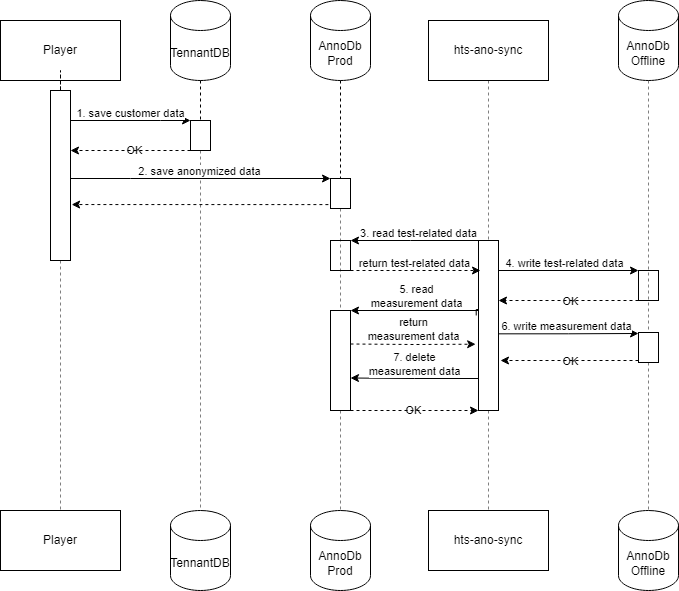 Player
TennantDB
AnnoDb
Prod
hts-ano-sync
AnnoDb
Offline
1. save customer data
OK
2. save anonymized data
3. read test-related data
return test-related data
4. write test-related data
OK
5. read
measurement data
return
measurement data
6. write measurement data
OK
7. delete
measurement data
OK
Player
TennantDB
AnnoDb
Prod
hts-ano-sync
AnnoDb
Offline